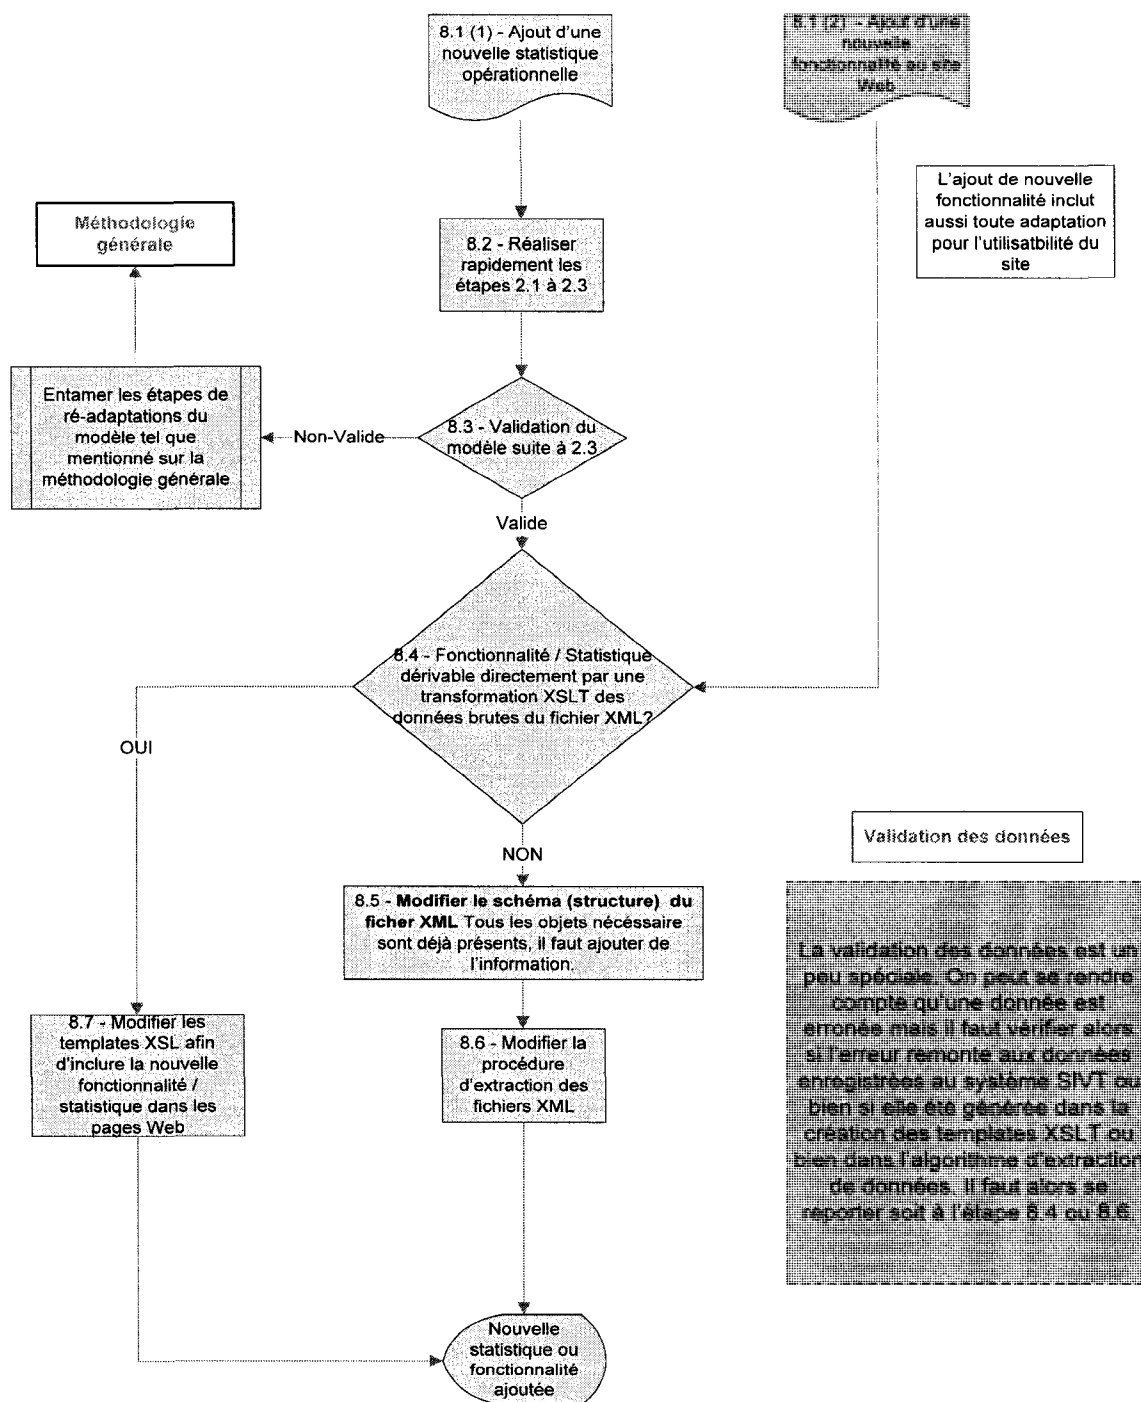 8.1 (1) - Ajout d'une
nouvelle statistique
opérationnelle
8.1 (2) - Ajout d'une
nouvelle
fonctionnalité au site
Web
L'ajout de nouvelle
fonctionnalité inclut
aussi toute adaptation
pour l'utilisatbilité du
site
Méthodologie
générale
8.2 - Réaliser
rapidement les
étapes 2.1 à 2.3
Entamer les étapes de
ré-adaptations du
modèle tel que
mentionné sur la
méthodologie générale
Non-Valide
8.3 - Validation du
modèle suite à 2.3
Valide
8.4 - Fonctionnalité / Statistique
dérivable directement par une
transformation XSLT des
données brutes du fichier XML?
OUI
NON
8.5 - Modifier le schéma (structure) du
ficher XML Tous les objets nécessaire
sont déjà présents, il faut ajouter de
l'information.
8.7 - Modifier les
templates XSL afin
d'inclure la nouvelle
fonctionnalité /
statistique dans les
pages Web
8.6 - Modifier la
procédure
d'extraction des
fichiers XML
Validation des données
La validation des données est un
peu spéciale. On peut se rendre
compte qu'une donnée est
erronée mais il faut vérifier alors
si l'erreur remonte aux données
enregistrées au système SIVT ou
bien si elle été générée dans la
création des templates XSLT ou
bien dans l'algorithme d'extraction
de données. Il faut alors se
reporter soit à l'étape 8.4 ou 8.6
Nouvelle
statistique ou
fonctionnalité
ajoutée